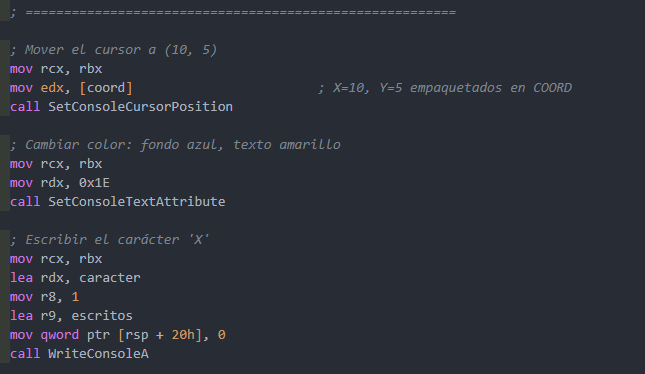 ; ========================================================
; Mover el cursor a (10, 5)
mov rcx, rbx
mov edx, [coord] ; X=10, Y=5 empaquetados en COORD
call SetConsoleCursorPosition
; Cambiar color: fondo azul, texto amarillo
mov rcx, rbx
mov rdx, 0x1E
call SetConsoleTextAttribute
; Escribir el carácter 'X'
mov rcx, rbx
lea rdx, caracter
mov r8, 1
lea r9, escritos
mov qword ptr [rsp + 20h], 0
call WriteConsoleA